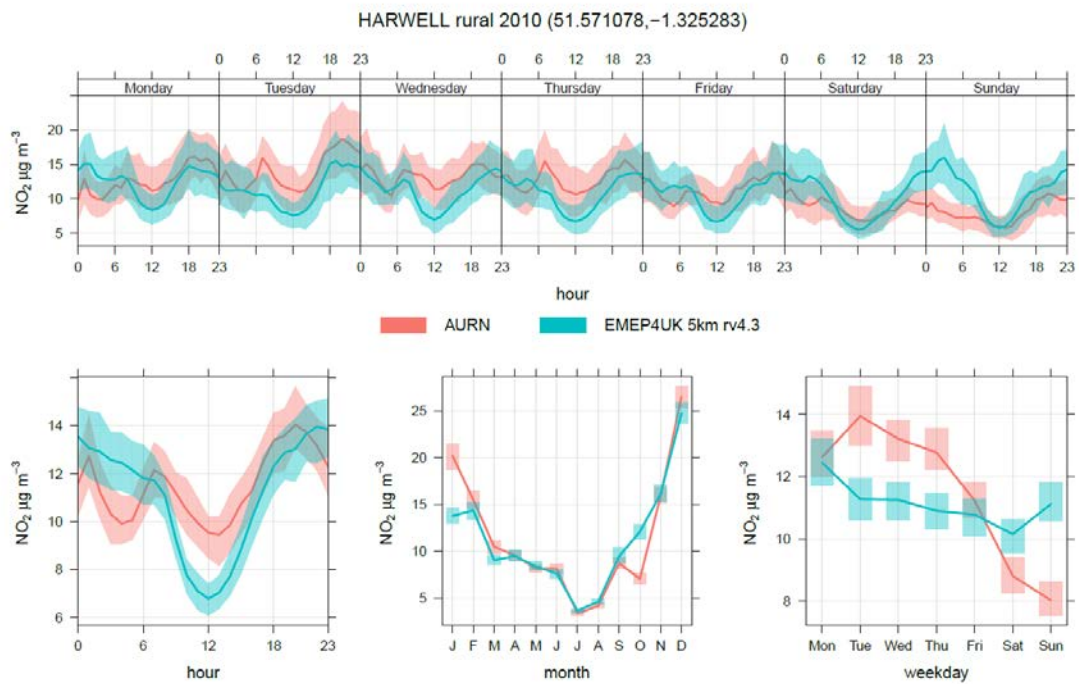 HARWELL rural 2010 (51.571078,−1.325283)
0 6 12 18 23 0 6 12 18 23 0 6 12 18 23
Monday Tuesday Wednesday Thursday Friday Saturday Sunday
20
15
10
5
NO₂ µg m⁻³
0 6 12 18 23 0 6 12 18 23 0 6 12 18 23 0 6 12 18 23
hour
AURN EMEP4UK 5km rv4.3
14
12
10
8
6
NO₂ µg m⁻³
0 6 12 18 23
hour
25
20
15
10
5
NO₂ µg m⁻³
J F M A M J J A S O N D
month
14
12
10
8
NO₂ µg m⁻³
Mon Tue Wed Thu Fri Sat Sun
weekday